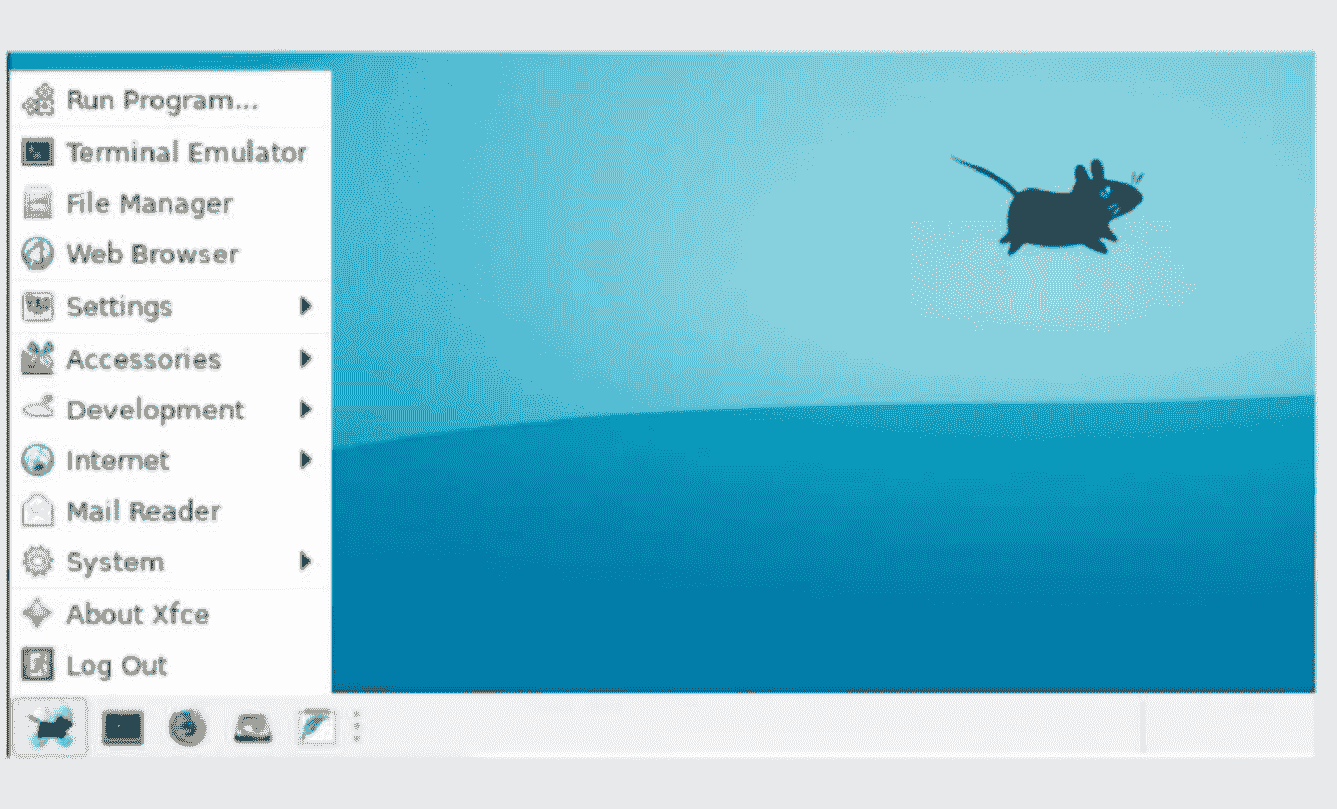 Run Program...
Terminal Emulator
File Manager
Web Browser
Settings
Accessories
Development
Internet
Mail Reader
System
About Xfce
Log Out